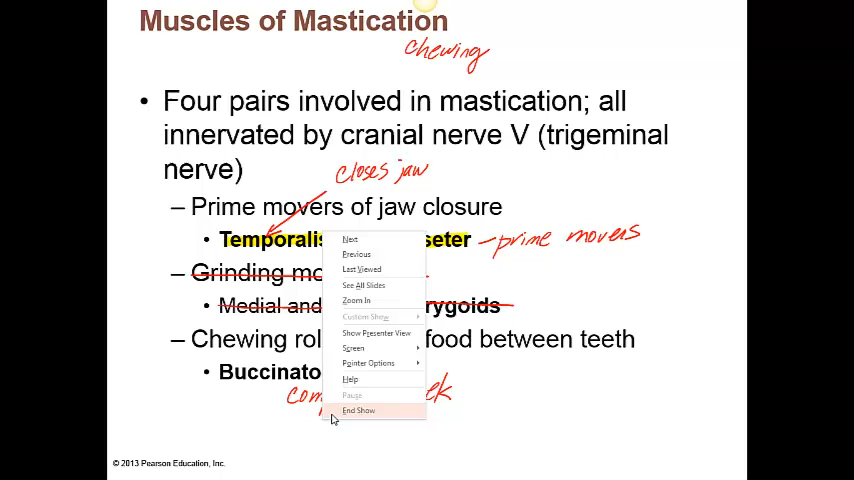 Muscles of Mastication
chewing
• Four pairs involved in mastication; all
innervated by cranial nerve V (trigeminal
nerve)
closes jaw
– Prime movers of jaw closure
• Temporalis seter – prime movers
– Grinding mo
• Medial and rygoids
– Chewing rol food between teeth
• Buccinato
com ek
Next
Previous
Last Viewed
See All Slides
Zoom In
Custom Show
Show Presenter View
Screen
Pointer Options
Help
Pause
End Show
© 2013 Pearson Education, Inc.